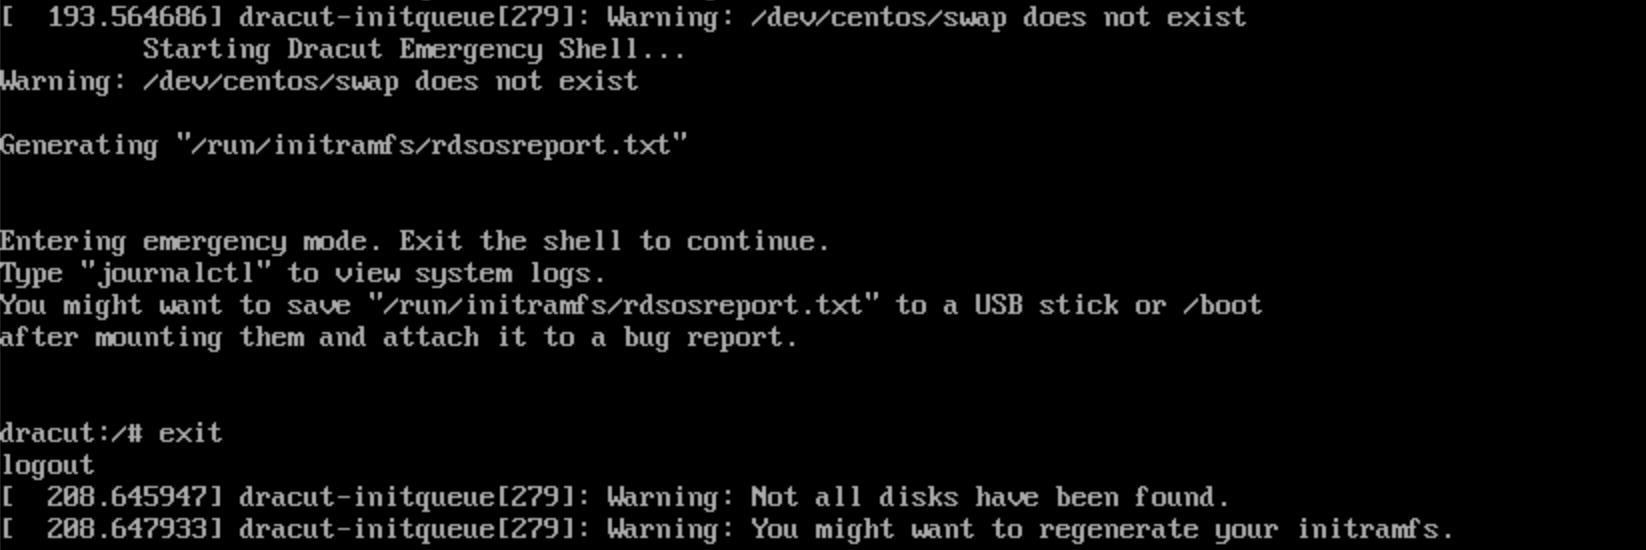 [  193.564686] dracut-initqueue[279]: Warning: /dev/centos/swap does not exist
         Starting Dracut Emergency Shell...
Warning: /dev/centos/swap does not exist
Generating "/run/initramfs/rdsosreport.txt"
Entering emergency mode. Exit the shell to continue.
Type "journalctl" to view system logs.
You might want to save "/run/initramfs/rdsosreport.txt" to a USB stick or /boot
after mounting them and attach it to a bug report.
dracut:/# exit
logout
[  208.645947] dracut-initqueue[279]: Warning: Not all disks have been found.
[  208.647933] dracut-initqueue[279]: Warning: You might want to regenerate your initramfs.